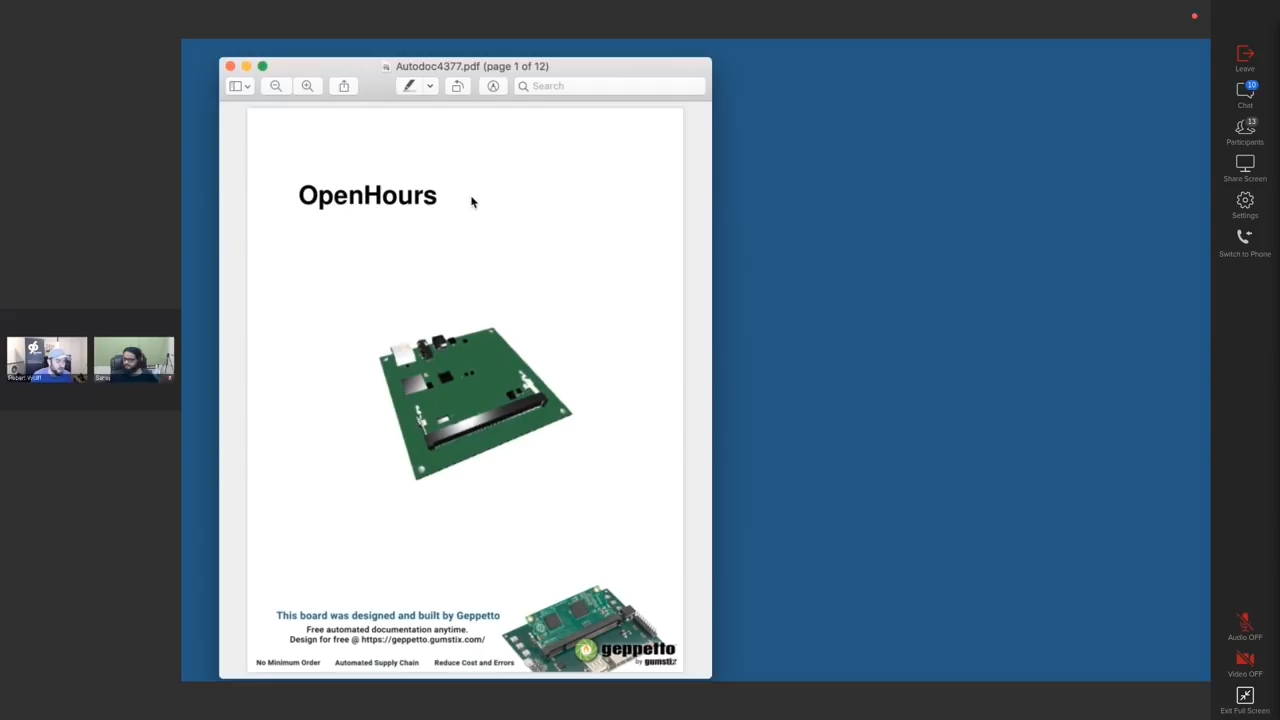 Autodoc4377.pdf (page 1 of 12)
Search
OpenHours
This board was designed and built by Geppetto
Free automated documentation anytime.
Design for free @ https://geppetto.gumstix.com/
No Minimum Order Automated Supply Chain Reduce Cost and Errors
geppetto
by gumstix
96
Robert Wolff
Leave
10
Chat
13
Participants
Share Screen
Settings
Switch to Phone
Audio OFF
Video OFF
Exit Full Screen